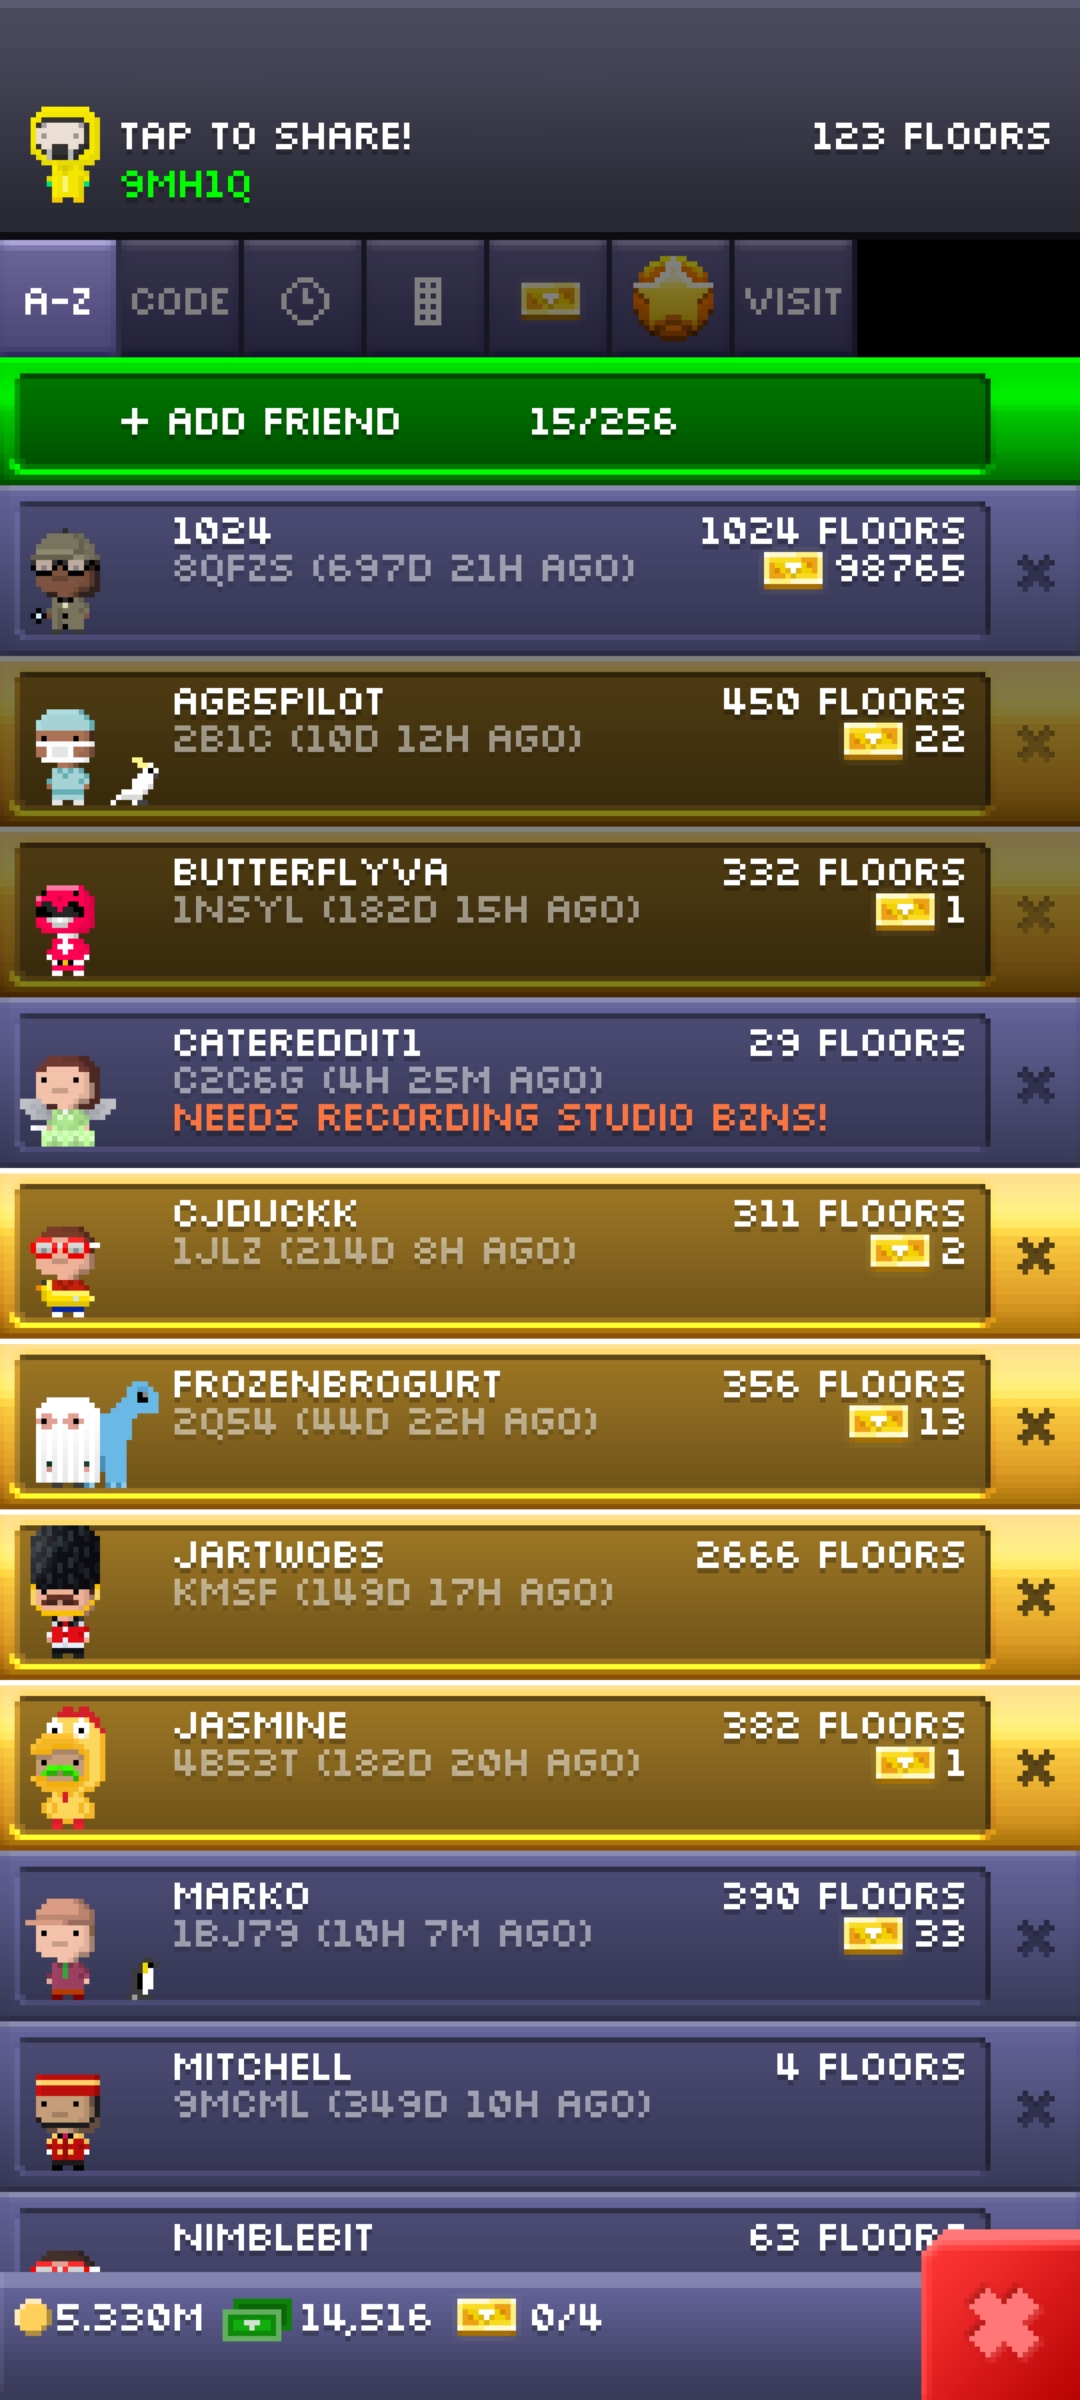 TAP TO SHARE!
123 FLOORS
9MH1Q
A-Z
CODE
VISIT
+ ADD FRIEND 15/256
1024
1024 FLOORS
8QFZS (697D 21H AGO)
98765
AGB5PILOT
450 FLOORS
2B1C (10D 12H AGO)
22
BUTTERFLYVA
332 FLOORS
1NSYL (182D 15H AGO)
1
CATEREDDIT1
29 FLOORS
C2C6G (4H 25M AGO)
NEEDS RECORDING STUDIO BZNS!
CJDUCKK
311 FLOORS
1JLZ (214D 8H AGO)
2
FROZENBROGURT
356 FLOORS
2Q54 (44D 22H AGO)
13
JARTWOBS
2666 FLOORS
KMSF (149D 17H AGO)
JASMINE
382 FLOORS
4B53T (182D 20H AGO)
1
MARKO
390 FLOORS
1BJ79 (10H 7M AGO)
33
MITCHELL
4 FLOORS
9MCML (349D 10H AGO)
NIMBLEBIT
63 FLOORS
5.330M
14,516
0/4